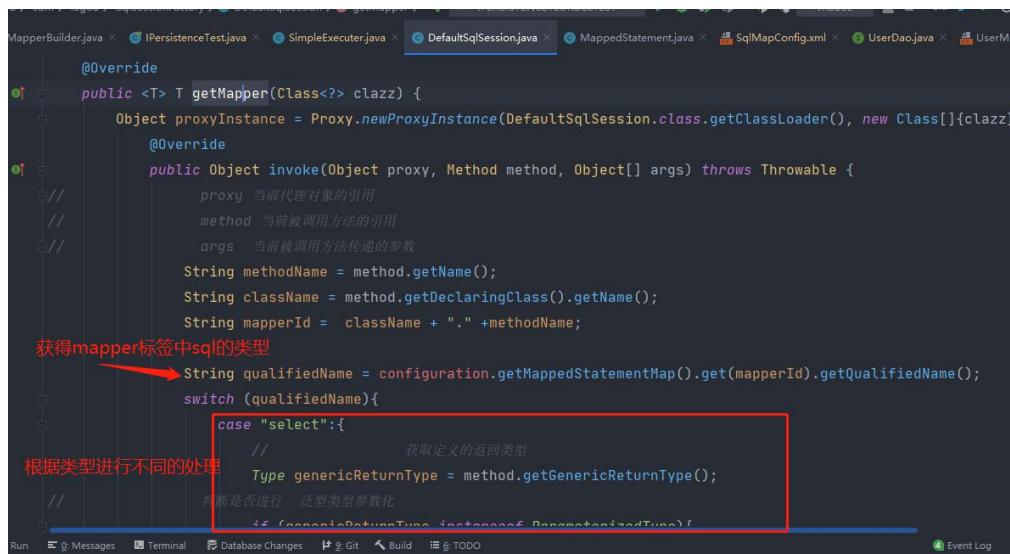 MapperBuilder.java × IPersistenceTest.java × SimpleExecuter.java × DefaultSqlSession.java × MappedStatement.java × SqlMapConfig.xml × UserDao.java × UserM
@Override
public <T> T getMapper(Class<?> clazz) {
Object proxyInstance = Proxy.newProxyInstance(DefaultSqlSession.class.getClassLoader(), new Class[]{clazz}
@Override
public Object invoke(Object proxy, Method method, Object[] args) throws Throwable {
// proxy 当前代理对象的引用
// method 当前被调用方法的引用
// args 当前被调用方法传递的参数
String methodName = method.getName();
String className = method.getDeclaringClass().getName();
String mapperId = className + "." +methodName;
获得mapper标签中sql的类型
String qualifiedName = configuration.getMappedStatementMap().get(mapperId).getQualifiedName();
switch (qualifiedName){
case "select":{
// 获取定义的返回类型
根据类型进行不同的处理
Type genericReturnType = method.getGenericReturnType();
// 判断是否进行 泛型类型参数化
if (genericReturnType instanceof ParameterizedType){
Run 0: Messages Terminal Database Changes 9: Git Build 6: TODO 4 Event Log